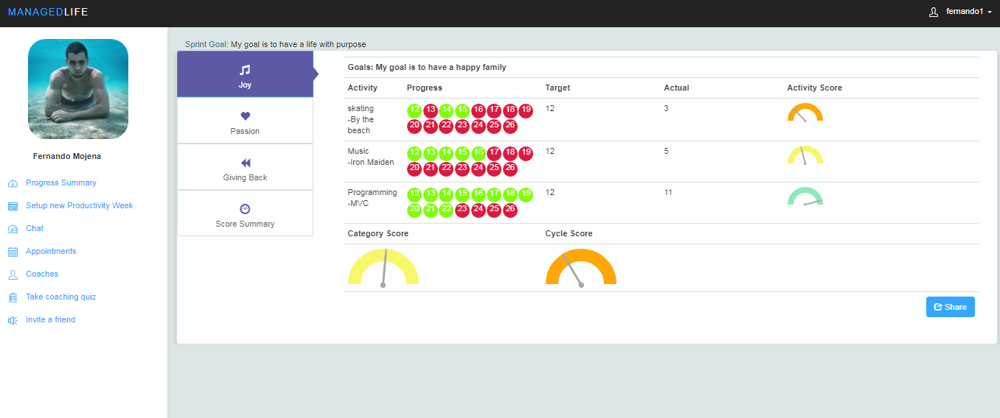 MANAGEDLIFE
fernando1
Fernando Mojena
Progress Summary
Setup new Productivity Week
Chat
Appointments
Coaches
Take coaching quiz
Invite a friend
Sprint Goal: My goal is to have a life with purpose
Joy
Passion
Giving Back
Score Summary
Goals: My goal is to have a happy family
Activity Progress Target Actual Activity Score
skating
-By the
beach
12 13 14 15 16 17 18 19
20 21 22 23 24 25 26
12
3
Music
-Iron Maiden
12 13 14 15 16 17 18 19
20 21 22 23 24 25 26
12
5
Programming
-MVC
12 13 14 15 16 17 18 19
20 21 22 23 24 25 26
12
11
Category Score Cycle Score
Share